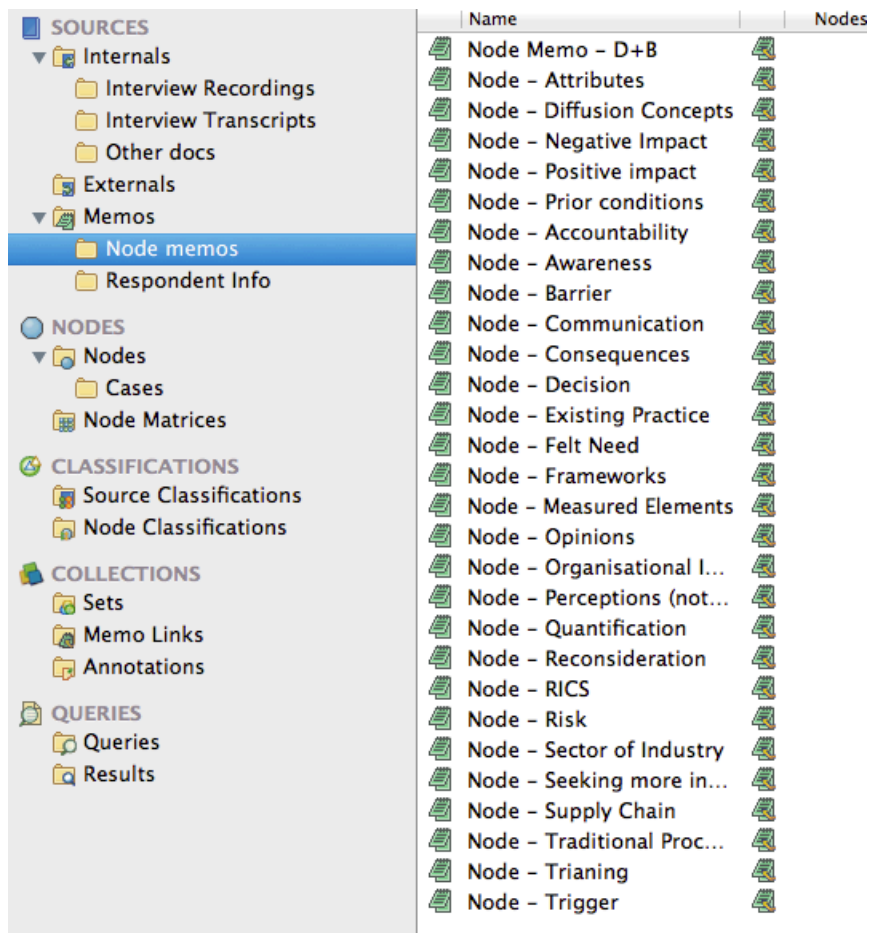 SOURCES
Internals
Interview Recordings
Interview Transcripts
Other docs
Externals
Memos
Node memos
Respondent Info
NODES
Nodes
Cases
Node Matrices
CLASSIFICATIONS
Source Classifications
Node Classifications
COLLECTIONS
Sets
Memo Links
Annotations
QUERIES
Queries
Results
Name Nodes
Node Memo – D+B
Node – Attributes
Node – Diffusion Concepts
Node – Negative Impact
Node – Positive impact
Node – Prior conditions
Node – Accountability
Node – Awareness
Node – Barrier
Node – Communication
Node – Consequences
Node – Decision
Node – Existing Practice
Node – Felt Need
Node – Frameworks
Node – Measured Elements
Node – Opinions
Node – Organisational I...
Node – Perceptions (not...
Node – Quantification
Node – Reconsideration
Node – RICS
Node – Risk
Node – Sector of Industry
Node – Seeking more in...
Node – Supply Chain
Node – Traditional Proc...
Node – Trianing
Node – Trigger